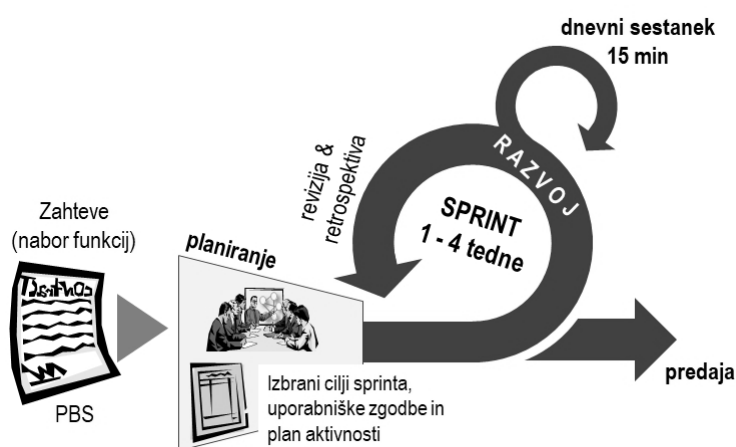 dnevni sestanek
15 min
RAZVOJ
revizija &
retrospektiva
SPRINT
1 - 4 tedne
Zahteve
(nabor funkcij)
planiranje
contract
PBS
Izbrani cilji sprinta,
uporabniške zgodbe in
plan aktivnosti
predaja